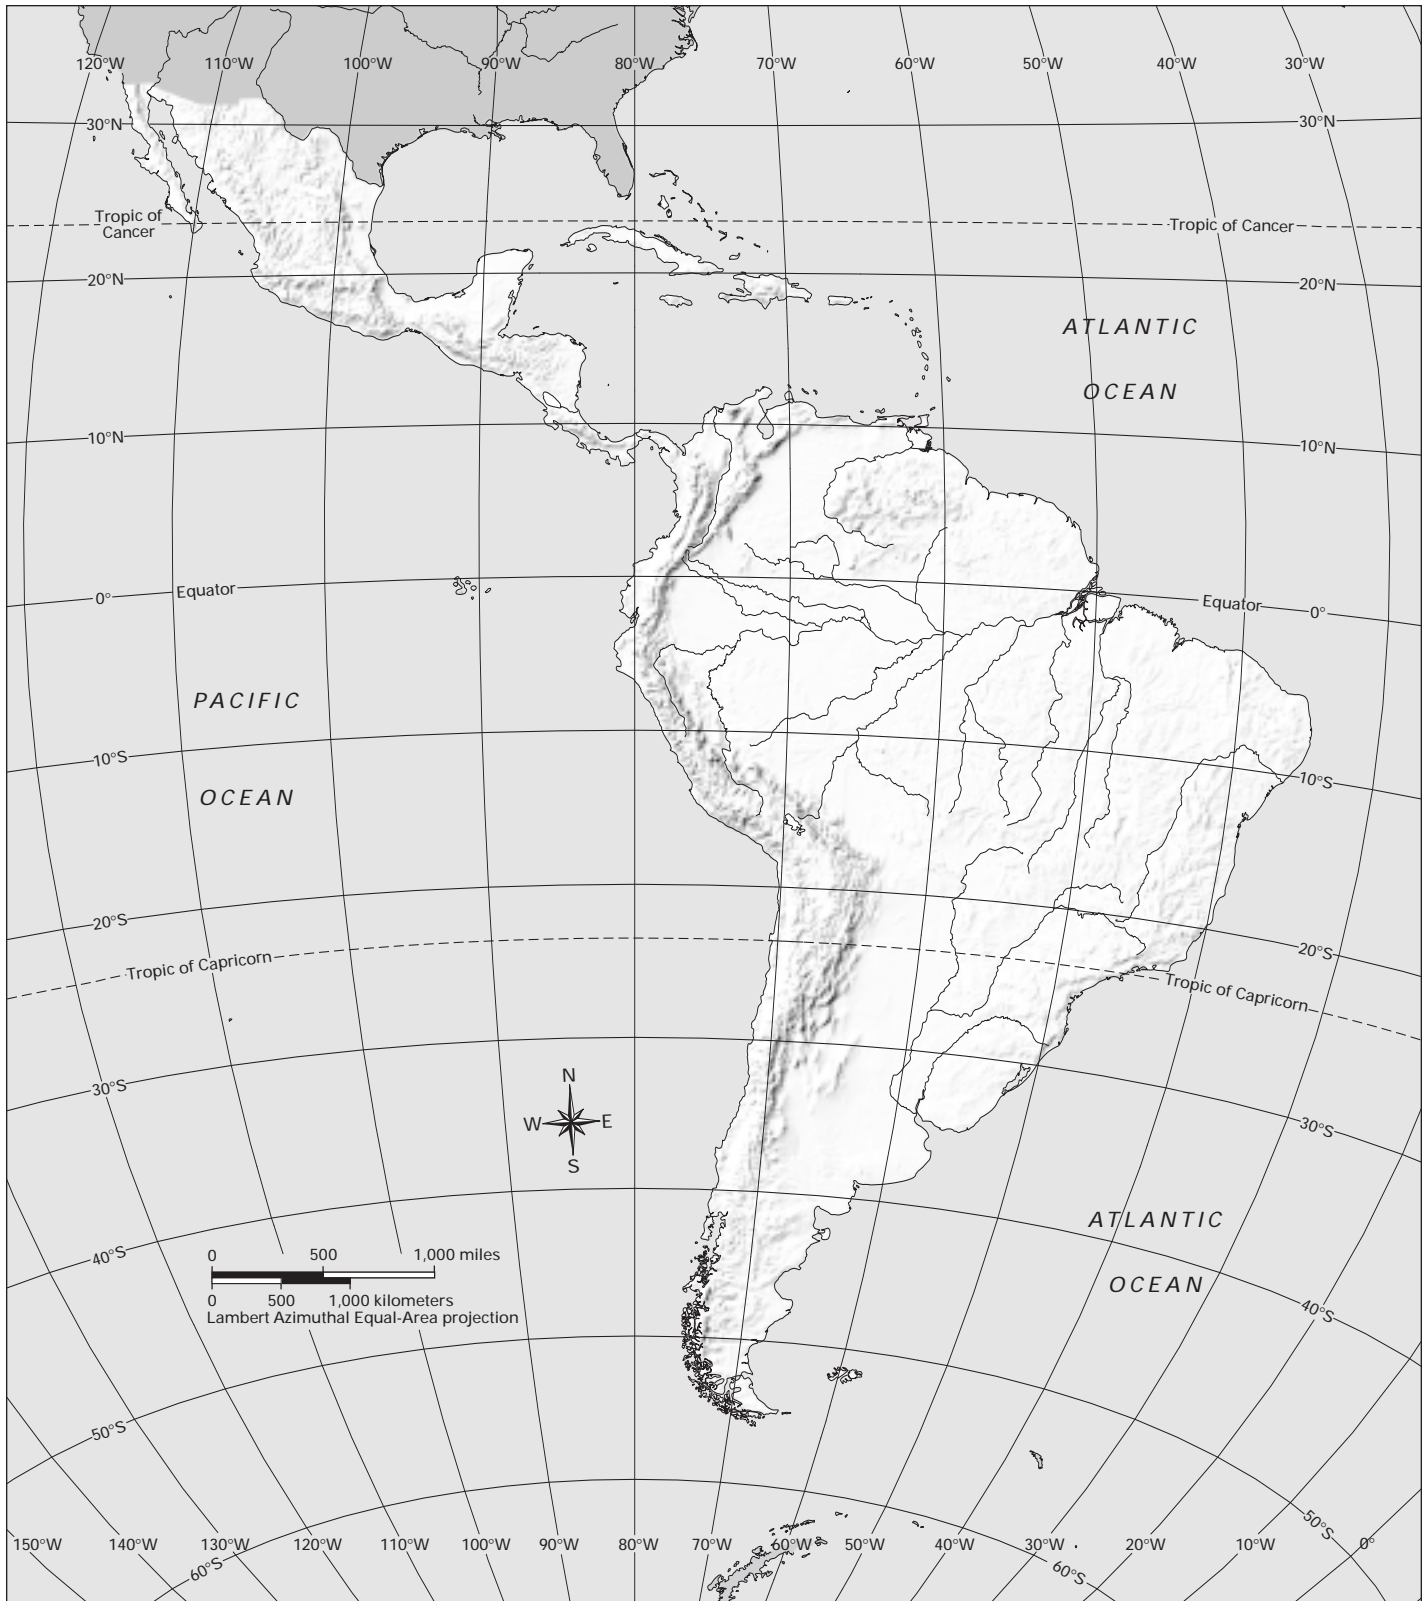 120°W 110°W 100°W 90°W 80°W 70°W 60°W 50°W 40°W 30°W
30°N 30°N
Tropic of
Cancer
Tropic of Cancer
20°N 20°N
ATLANTIC
OCEAN
10°N 10°N
Equator
0°
Equator 0°
PACIFIC
OCEAN
10°S 10°S
20°S 20°S
Tropic of Capricorn
Tropic of Capricorn
30°S
N
W E
S
30°S
ATLANTIC
OCEAN
40°S
0 500 1,000 miles
0 500 1,000 kilometers
Lambert Azimuthal Equal-Area projection
40°S
50°S
50°S
150°W 140°W 130°W 120°W 110°W 100°W 90°W 80°W 70°W 60°W 50°W 40°W 30°W 20°W 10°W 0°
60°S 60°S